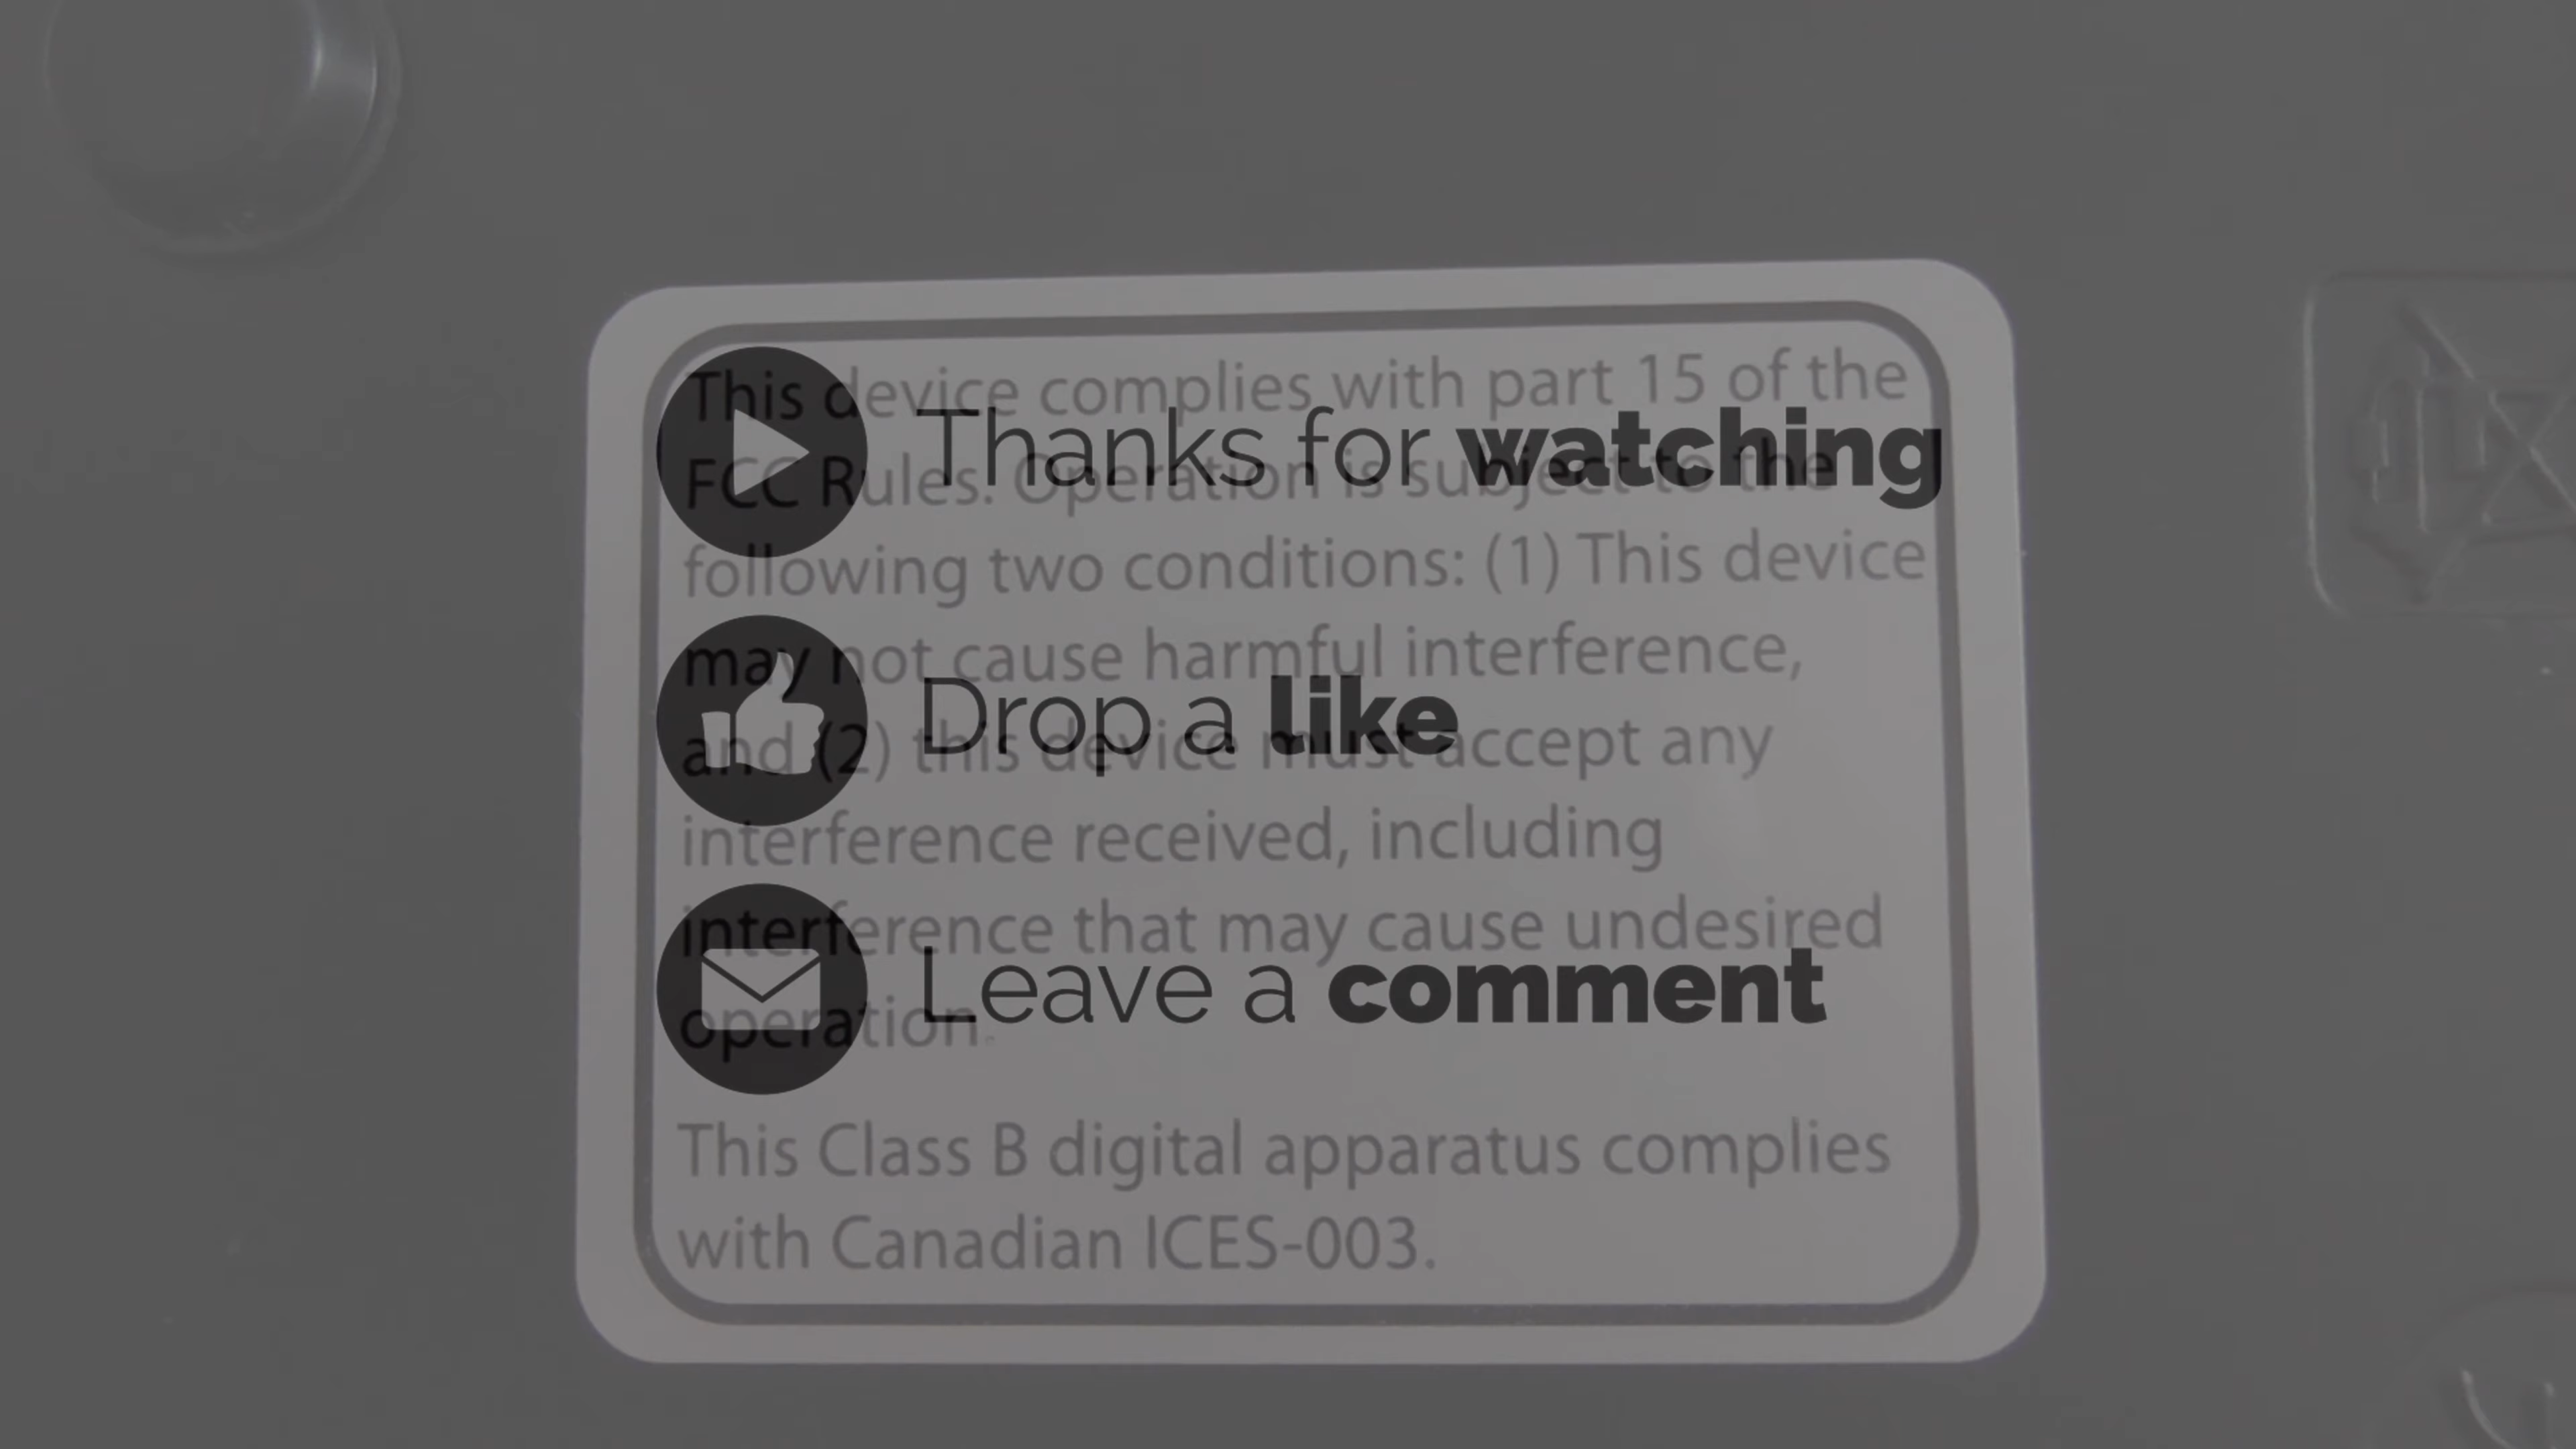 This device complies with part 15 of the
FCC Rules. Operation is subject to the
following two conditions: (1) This device
may not cause harmful interference,
and (2) this device must accept any
interference received, including
interference that may cause undesired
operation.
This Class B digital apparatus complies
with Canadian ICES-003.
Thanks for watching
Drop a like
Leave a comment